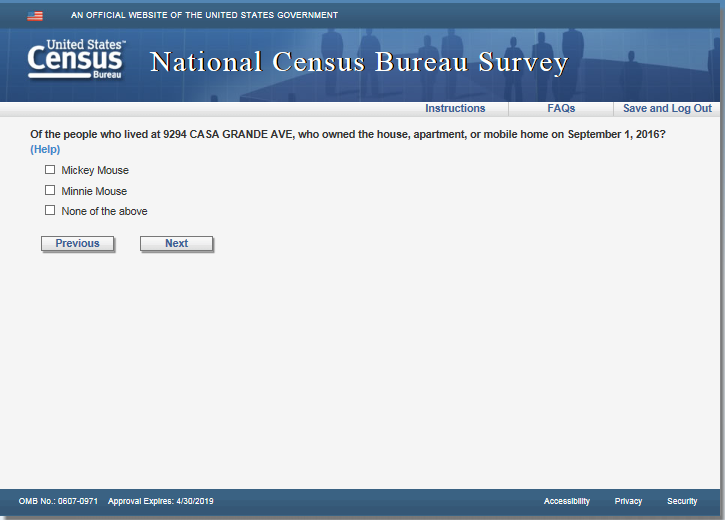 AN OFFICIAL WEBSITE OF THE UNITED STATES GOVERNMENT
United States™
Census
Bureau
National Census Bureau Survey
Instructions FAQs Save and Log Out
Of the people who lived at 9294 CASA GRANDE AVE, who owned the house, apartment, or mobile home on September 1, 2016?
(Help)
Mickey Mouse
Minnie Mouse
None of the above
Previous Next
OMB No.: 0607-0971 Approval Expires: 4/30/2019 Accessibility Privacy Security